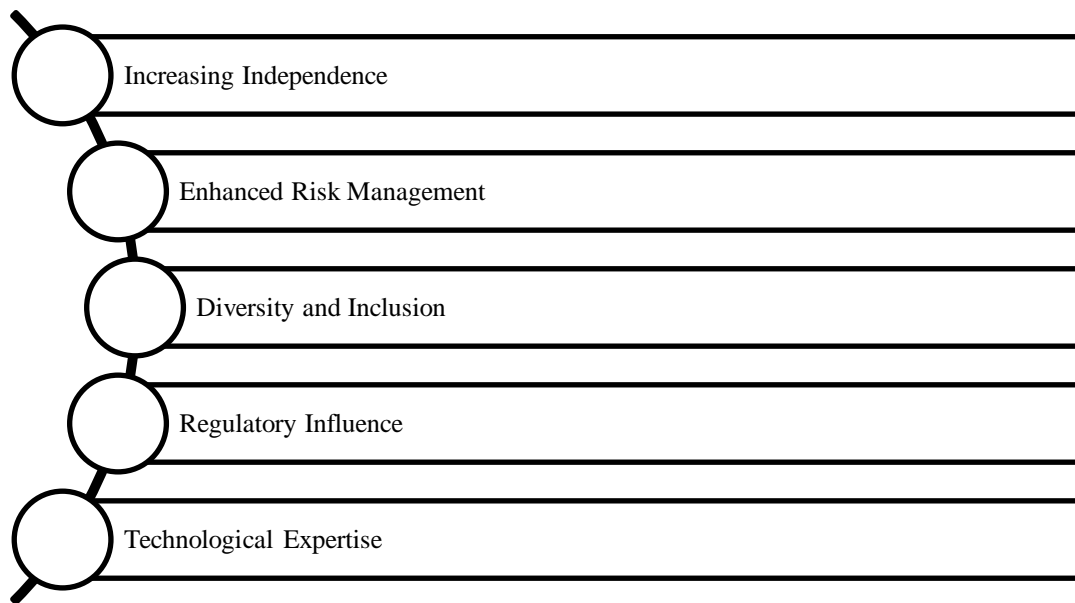 Increasing Independence
Enhanced Risk Management
Diversity and Inclusion
Regulatory Influence
Technological Expertise